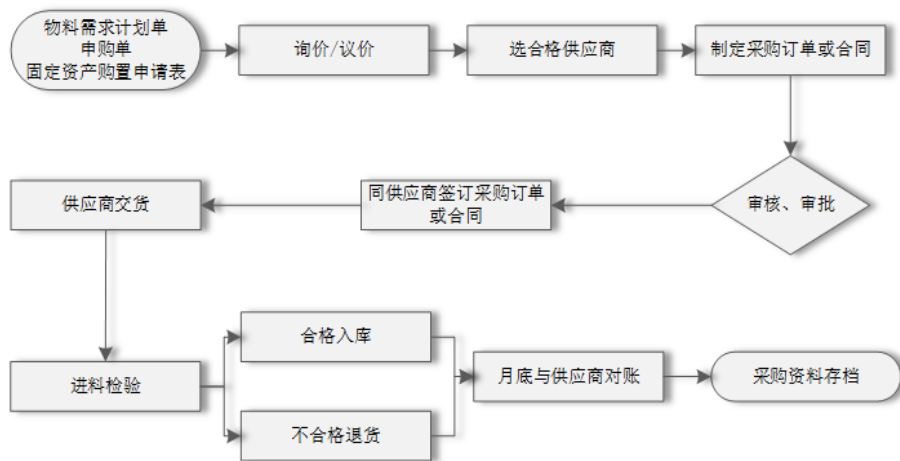 物料需求计划单
申购单
固定资产购置申请表
询价/议价
选合格供应商
制定采购订单或合同
审核、审批
同供应商签订采购订单
或合同
供应商交货
进料检验
合格入库
不合格退货
月底与供应商对账
采购资料存档